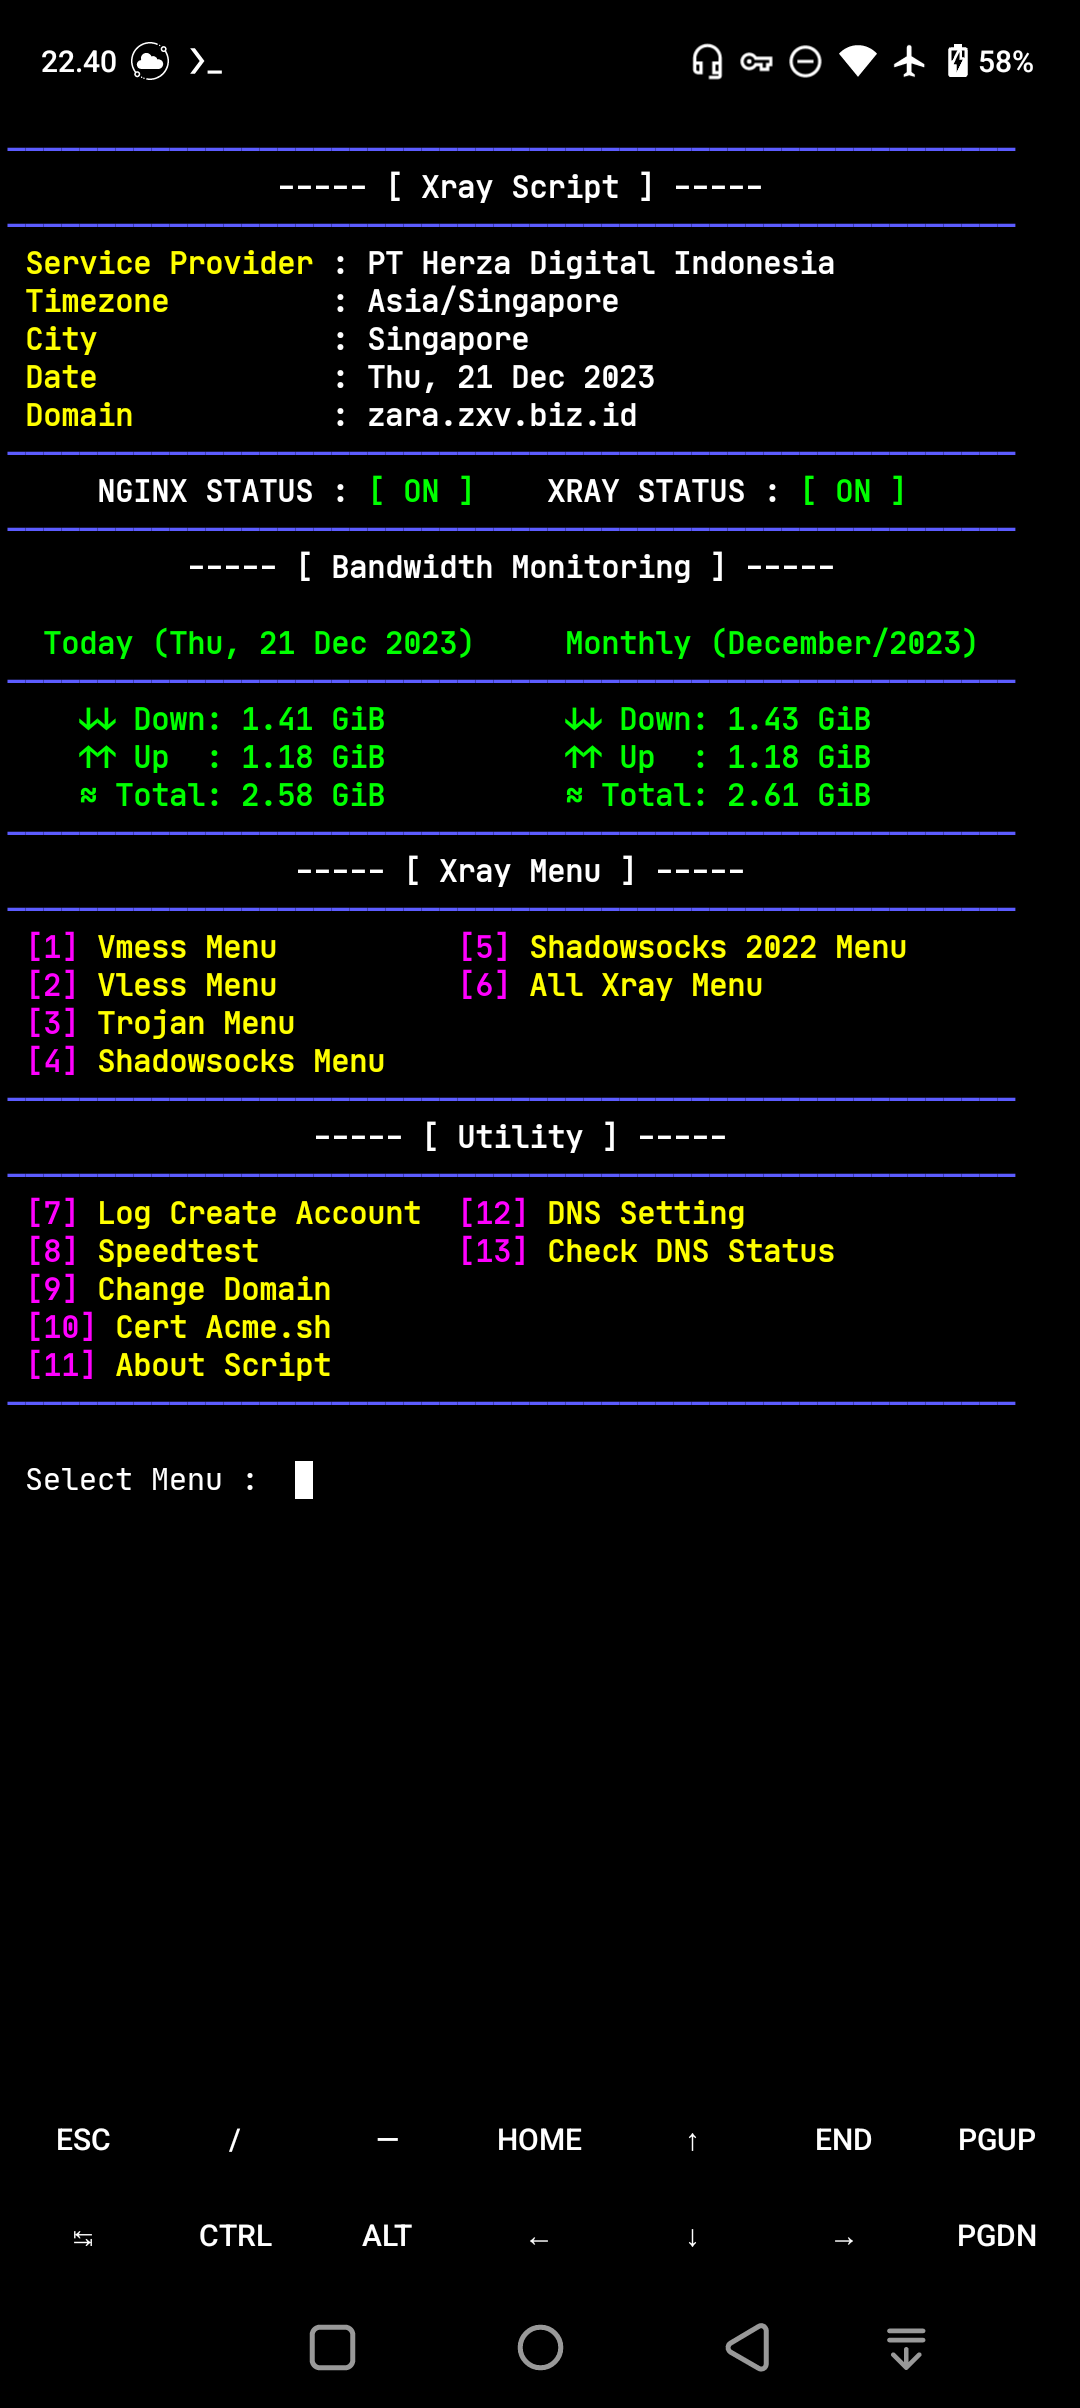 22.40 58%
----- [ Xray Script ] -----
Service Provider : PT Herza Digital Indonesia
Timezone : Asia/Singapore
City : Singapore
Date : Thu, 21 Dec 2023
Domain : zara.zxv.biz.id
NGINX STATUS : [ ON ] XRAY STATUS : [ ON ]
----- [ Bandwidth Monitoring ] -----
Today (Thu, 21 Dec 2023) Monthly (December/2023)
↓↓ Down: 1.41 GiB ↓↓ Down: 1.43 GiB
↑↑ Up : 1.18 GiB ↑↑ Up : 1.18 GiB
≈ Total: 2.58 GiB ≈ Total: 2.61 GiB
----- [ Xray Menu ] -----
[1] Vmess Menu [5] Shadowsocks 2022 Menu
[2] Vless Menu [6] All Xray Menu
[3] Trojan Menu
[4] Shadowsocks Menu
----- [ Utility ] -----
[7] Log Create Account [12] DNS Setting
[8] Speedtest [13] Check DNS Status
[9] Change Domain
[10] Cert Acme.sh
[11] About Script
Select Menu :
ESC / — HOME ↑ END PGUP
↹ CTRL ALT ← ↓ → PGDN